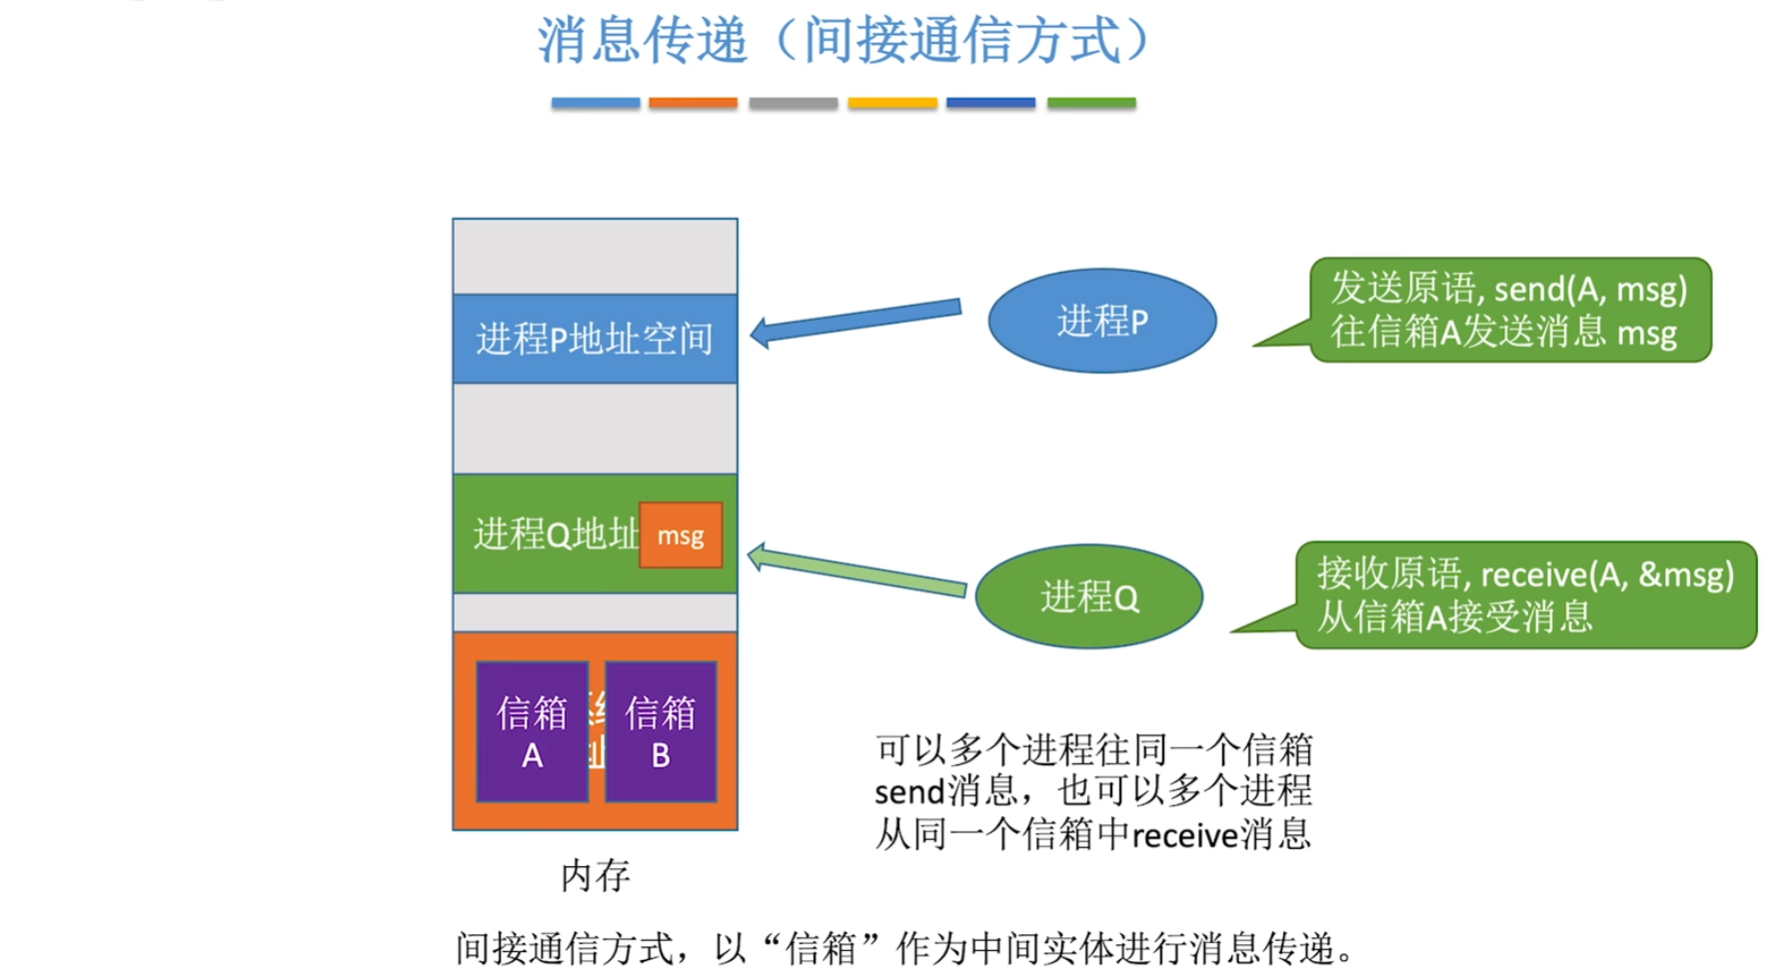 消息传递（间接通信方式）
进程P地址空间
进程P
发送原语, send(A, msg)
往信箱A发送消息 msg
进程Q地址
msg
进程Q
接收原语, receive(A, &msg)
从信箱A接受消息
信箱
A
信箱
B
可以多个进程往同一个信箱
send消息，也可以多个进程
从同一个信箱中receive消息
内存
间接通信方式，以“信箱”作为中间实体进行消息传递。